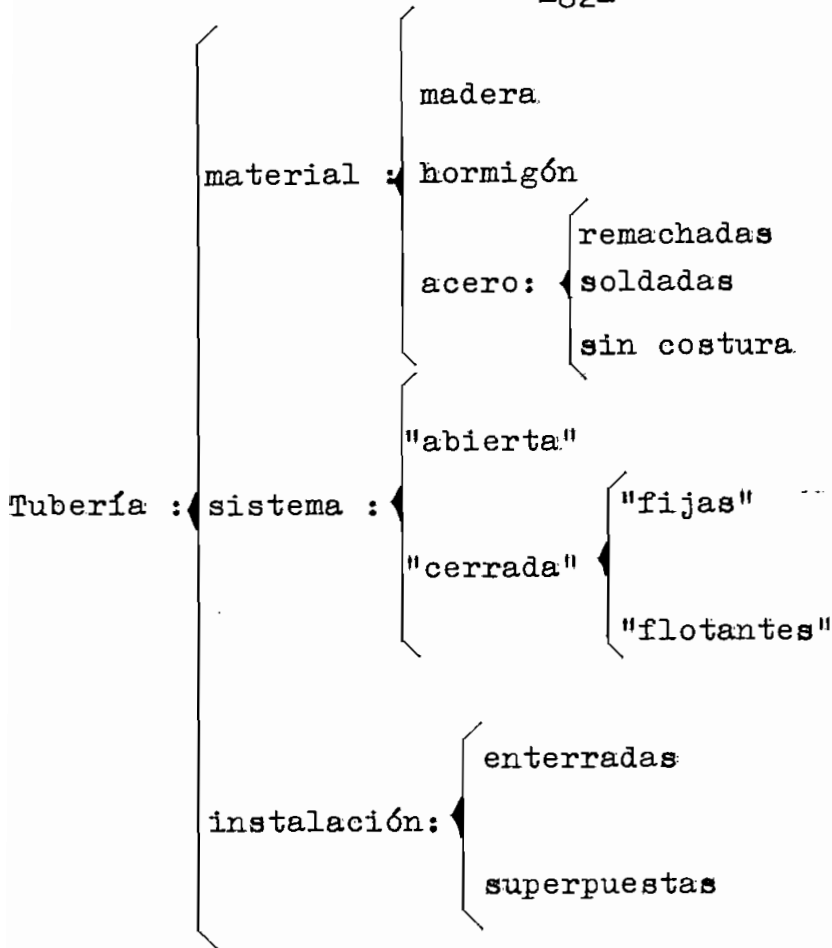 madera
material : hormigón
remachadas
acero: soldadas
sin costura
"abierta"
Tubería : sistema :
"fijas"
"cerrada"
"flotantes"
enterradas
instalación:
superpuestas